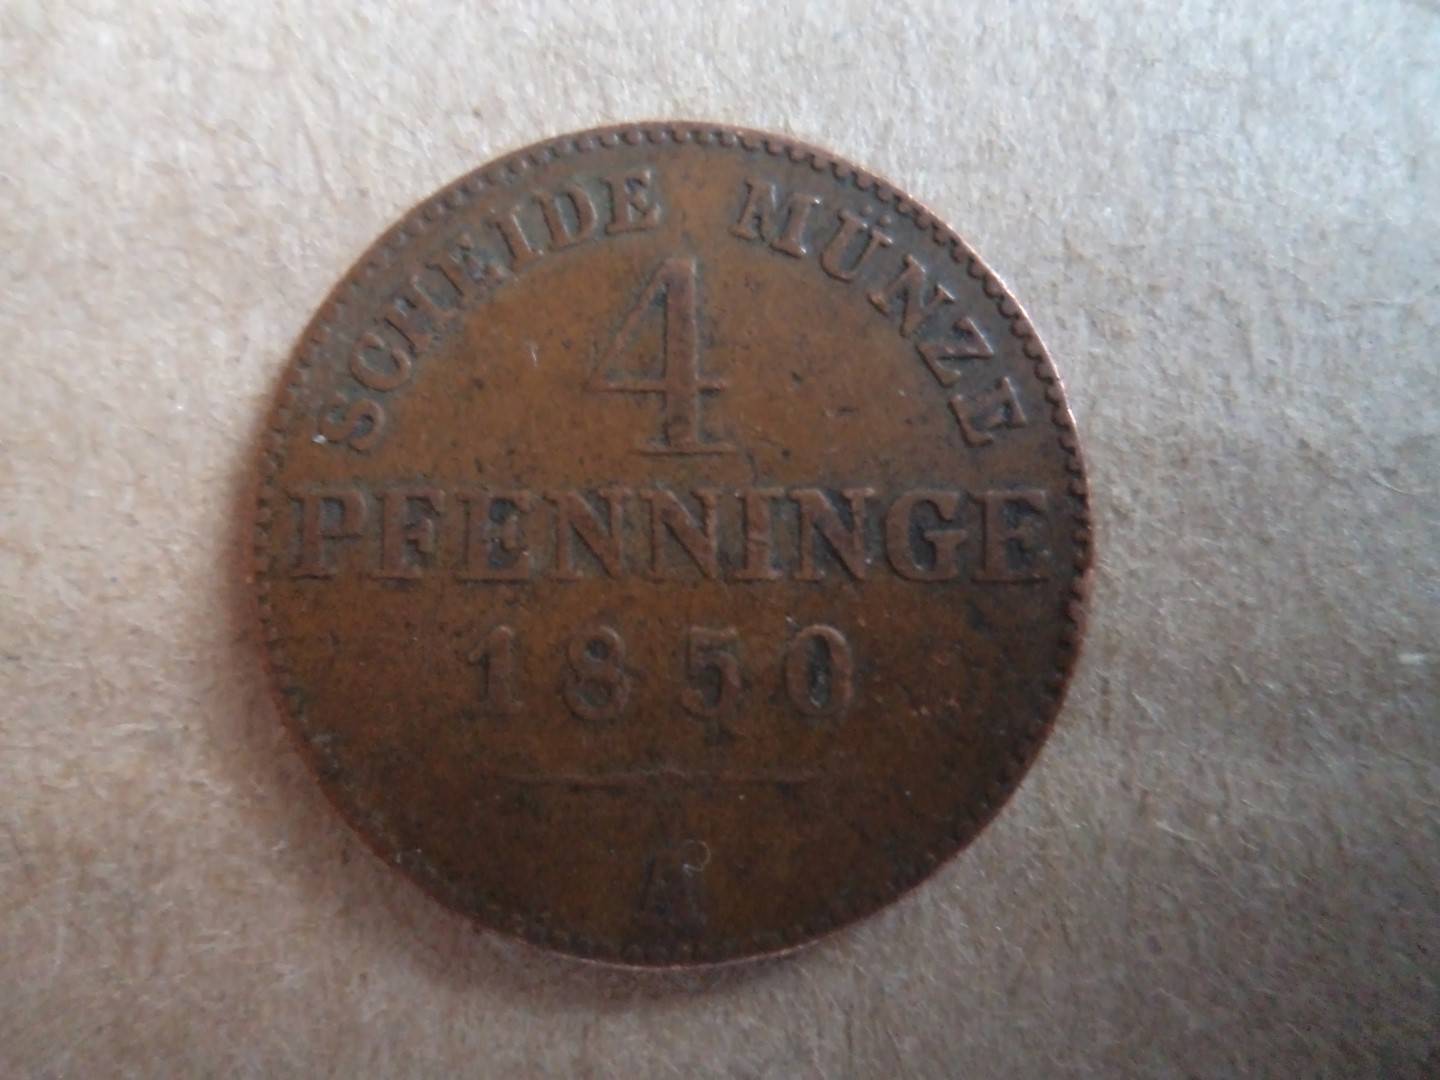 SCHEIDE MÜNZE
4
PFENNINGE
1850
A